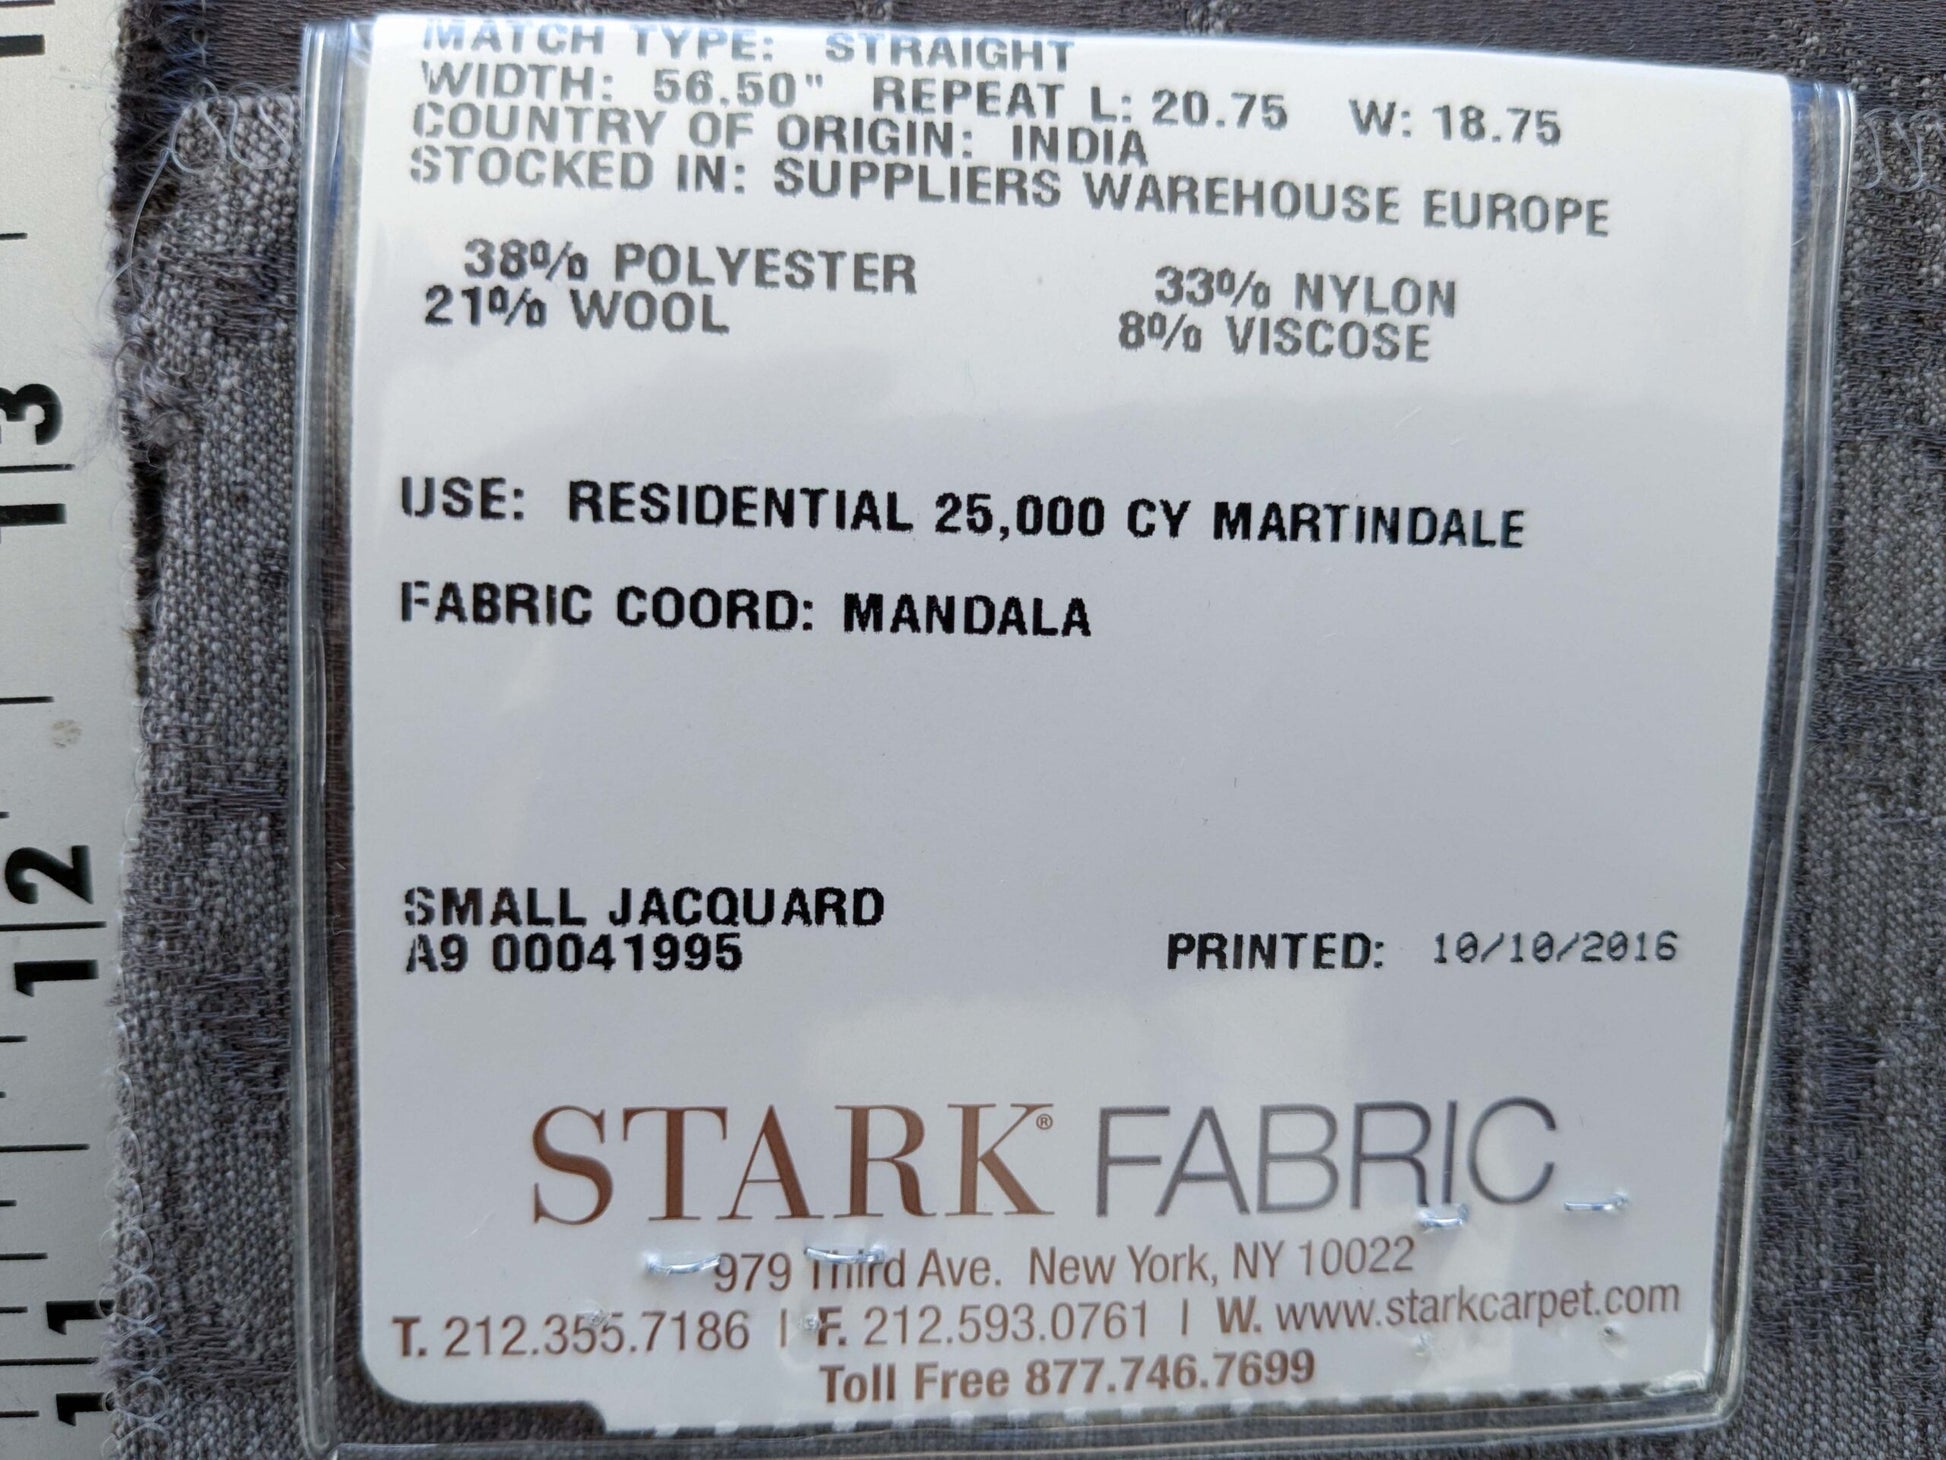 MATCH TYPE: STRAIGHT
WIDTH: 56.50" REPEAT L: 20.75 W: 18.75
COUNTRY OF ORIGIN: INDIA
STOCKED IN: SUPPLIERS WAREHOUSE EUROPE
38% POLYESTER 33% NYLON
21% WOOL 8% VISCOSE
USE: RESIDENTIAL 25,000 CY MARTINDALE
FABRIC COORD: MANDALA
SMALL JACQUARD
A9 00041995 PRINTED: 10/10/2016
STARK® FABRIC
979 Third Ave. New York, NY 10022
T. 212.355.7186 | F. 212.593.0761 | W. www.starkcarpet.com
Toll Free 877.746.7699
13
12
11